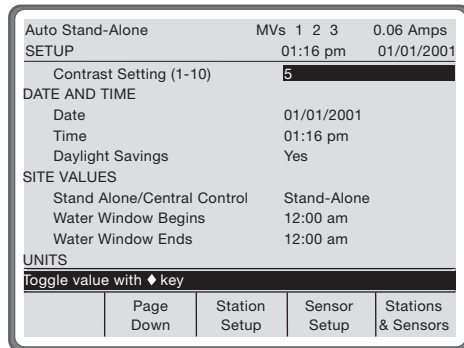 Auto Stand-Alone MVs 1 2 3 0.06 Amps
SETUP 01:16 pm 01/01/2001
Contrast Setting (1-10) 5
DATE AND TIME
Date 01/01/2001
Time 01:16 pm
Daylight Savings Yes
SITE VALUES
Stand Alone/Central Control Stand-Alone
Water Window Begins 12:00 am
Water Window Ends 12:00 am
UNITS
Toggle value with ♦ key
Page Down Station Setup Sensor Setup Stations & Sensors